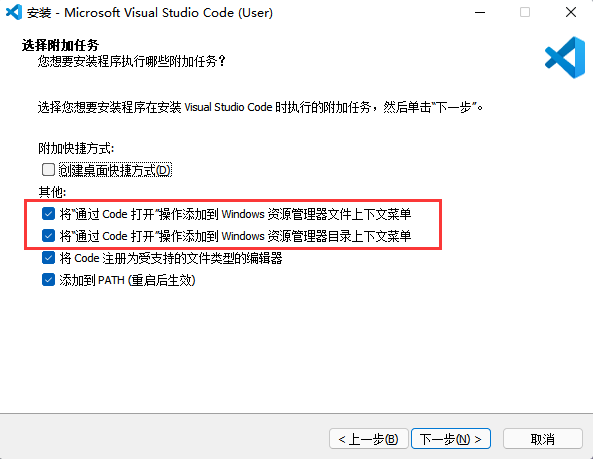 安装 - Microsoft Visual Studio Code (User)
选择附加任务
您想要安装程序执行哪些附加任务？
选择您想要安装程序在安装 Visual Studio Code 时执行的附加任务，然后单击“下一步”。
附加快捷方式:
创建桌面快捷方式(D)
其他:
将“通过 Code 打开”操作添加到 Windows 资源管理器文件上下文菜单
将“通过 Code 打开”操作添加到 Windows 资源管理器目录上下文菜单
将 Code 注册为受支持的文件类型的编辑器
添加到 PATH (重启后生效)
< 上一步(B) 下一步(N) > 取消